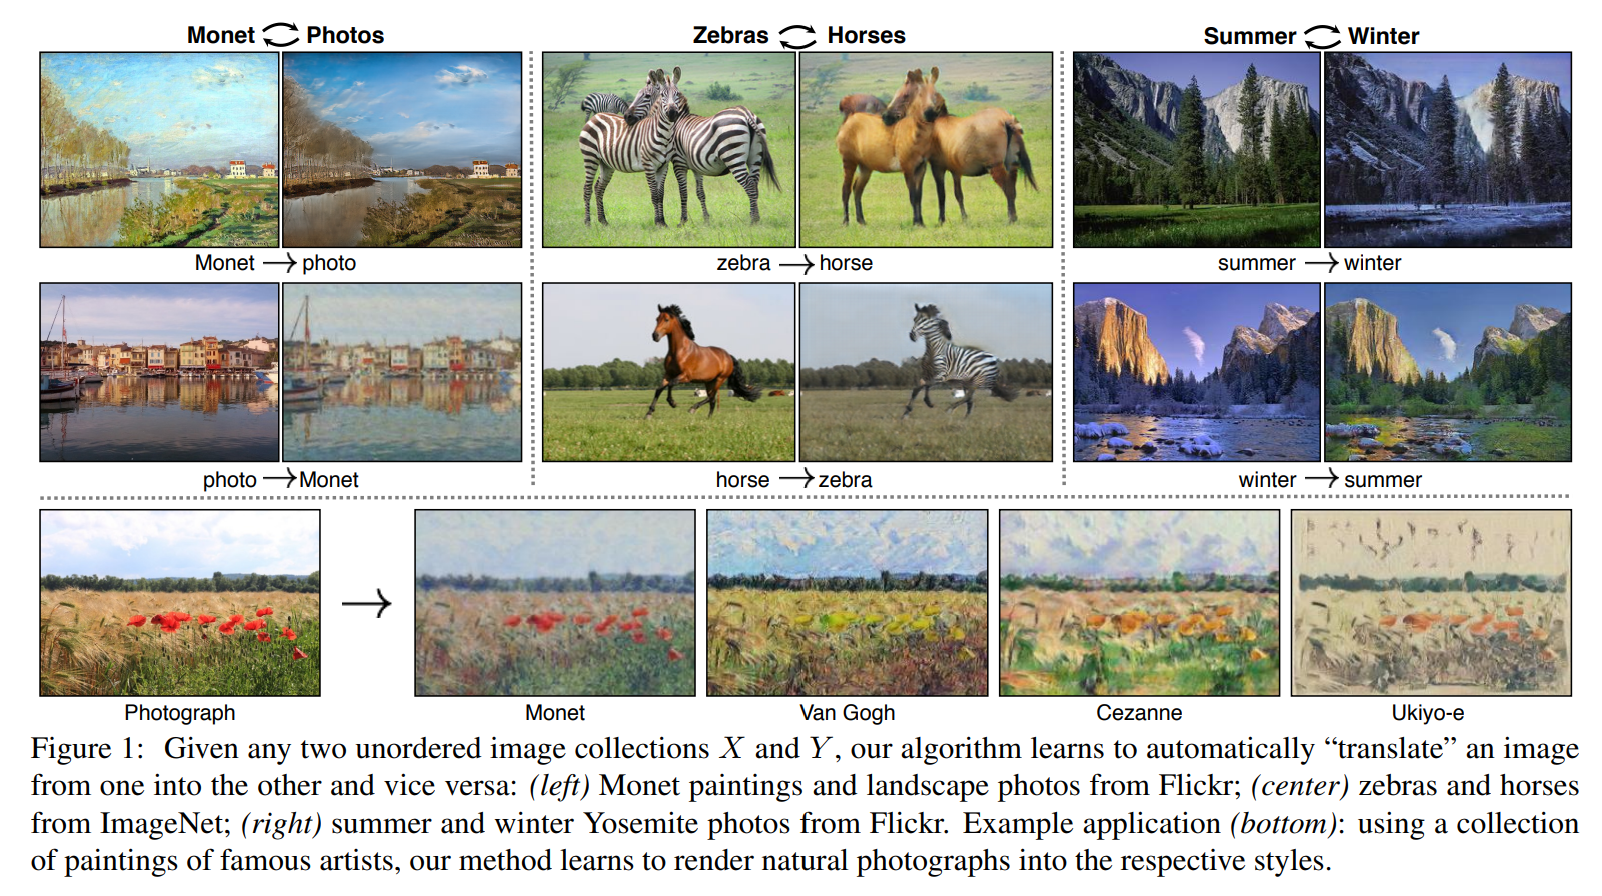 Monet Photos
Zebras Horses
Summer Winter
Monet → photo
zebra → horse
summer → winter
photo → Monet
horse → zebra
winter → summer
Photograph
Monet
Van Gogh
Cezanne
Ukiyo-e
Figure 1: Given any two unordered image collections X and Y, our algorithm learns to automatically “translate” an image
from one into the other and vice versa: (left) Monet paintings and landscape photos from Flickr; (center) zebras and horses
from ImageNet; (right) summer and winter Yosemite photos from Flickr. Example application (bottom): using a collection
of paintings of famous artists, our method learns to render natural photographs into the respective styles.